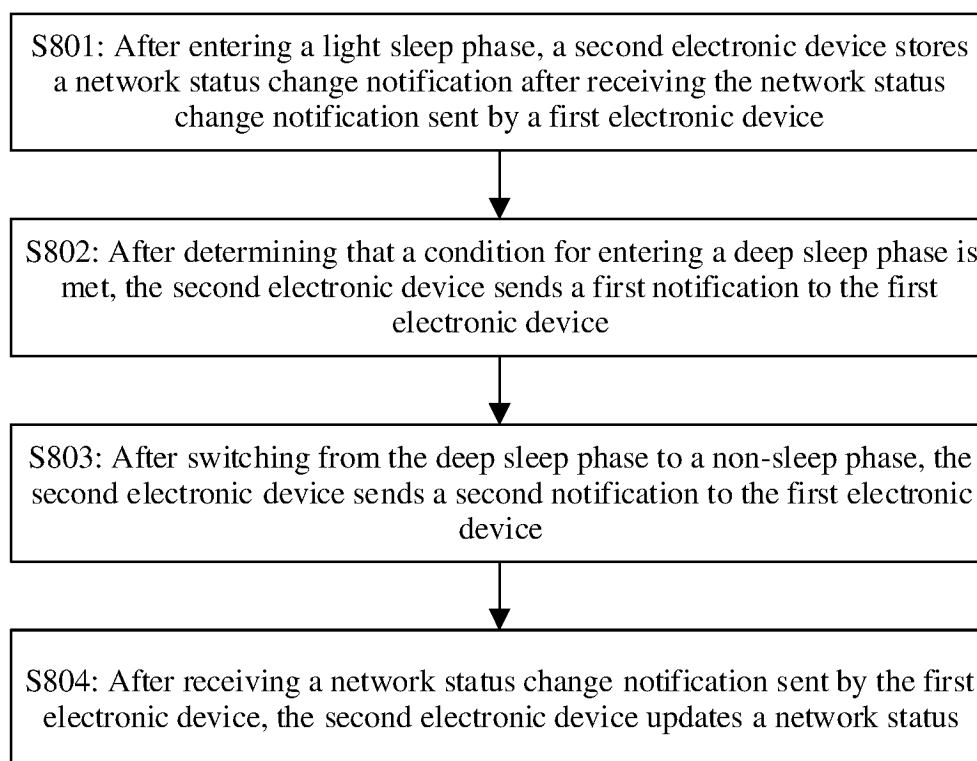 S801: After entering a light sleep phase, a second electronic device stores
a network status change notification after receiving the network status
change notification sent by a first electronic device
S802: After determining that a condition for entering a deep sleep phase is
met, the second electronic device sends a first notification to the first
electronic device
S803: After switching from the deep sleep phase to a non-sleep phase, the
second electronic device sends a second notification to the first electronic
device
S804: After receiving a network status change notification sent by the first
electronic device, the second electronic device updates a network status